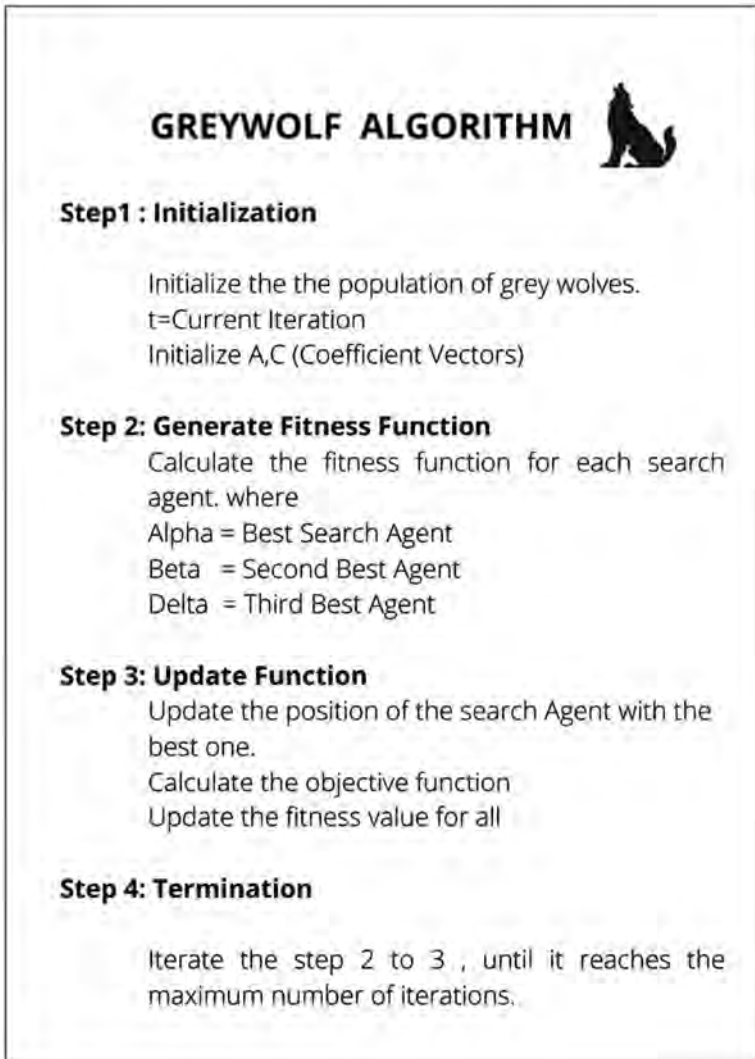 GREYWOLF ALGORITHM
Step1 : Initialization
Initialize the the population of grey wolves.
t=Current Iteration
Initialize A,C (Coefficient Vectors)
Step 2: Generate Fitness Function
Calculate the fitness function for each search
agent. where
Alpha = Best Search Agent
Beta = Second Best Agent
Delta = Third Best Agent
Step 3: Update Function
Update the position of the search Agent with the
best one.
Calculate the objective function
Update the fitness value for all
Step 4: Termination
Iterate the step 2 to 3 , until it reaches the
maximum number of iterations.